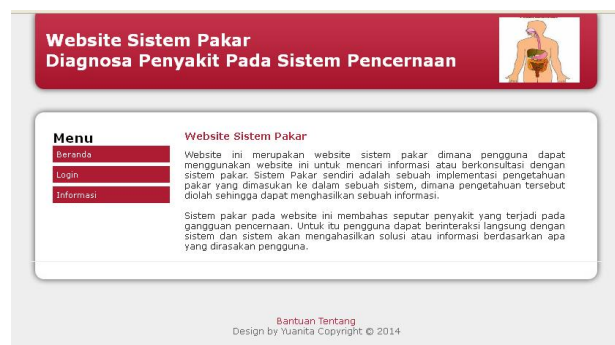 Website Sistem Pakar
Diagnosa Penyakit Pada Sistem Pencernaan
Menu
Beranda
Login
Informasi
Website Sistem Pakar
Website ini merupakan website sistem pakar dimana pengguna dapat
menggunakan website ini untuk mencari informasi atau berkonsultasi dengan
sistem pakar. Sistem Pakar sendiri adalah sebuah implementasi pengetahuan
pakar yang dimasukan ke dalam sebuah sistem, dimana pengetahuan tersebut
diolah sehingga dapat menghasilkan sebuah informasi.
Sistem pakar pada website ini membahas seputar penyakit yang terjadi pada
gangguan pencernaan. Untuk itu pengguna dapat berinteraksi langsung dengan
sistem dan sistem akan mengahasilkan solusi atau informasi berdasarkan apa
yang dirasakan pengguna.
Bantuan Tentang
Design by Yuanita Copyright © 2014